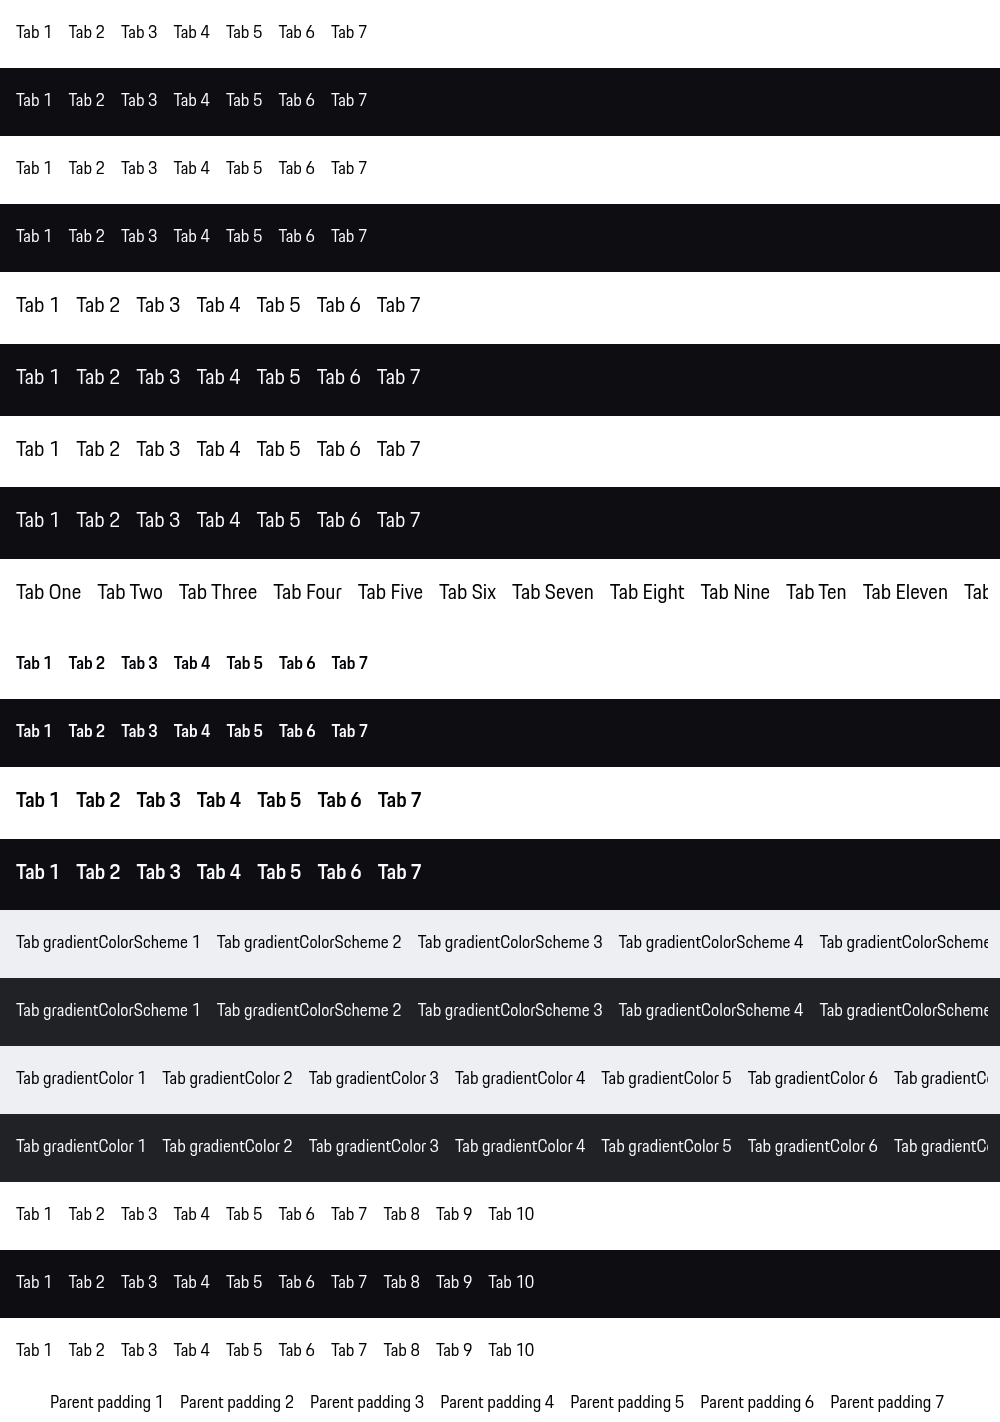 Tab 1 Tab 2 Tab 3 Tab 4 Tab 5 Tab 6 Tab 7
Tab 1 Tab 2 Tab 3 Tab 4 Tab 5 Tab 6 Tab 7
Tab 1 Tab 2 Tab 3 Tab 4 Tab 5 Tab 6 Tab 7
Tab 1 Tab 2 Tab 3 Tab 4 Tab 5 Tab 6 Tab 7
Tab 1 Tab 2 Tab 3 Tab 4 Tab 5 Tab 6 Tab 7
Tab 1 Tab 2 Tab 3 Tab 4 Tab 5 Tab 6 Tab 7
Tab 1 Tab 2 Tab 3 Tab 4 Tab 5 Tab 6 Tab 7
Tab 1 Tab 2 Tab 3 Tab 4 Tab 5 Tab 6 Tab 7
Tab One Tab Two Tab Three Tab Four Tab Five Tab Six Tab Seven Tab Eight Tab Nine Tab Ten Tab Eleven Tab
Tab 1 Tab 2 Tab 3 Tab 4 Tab 5 Tab 6 Tab 7
Tab 1 Tab 2 Tab 3 Tab 4 Tab 5 Tab 6 Tab 7
Tab 1 Tab 2 Tab 3 Tab 4 Tab 5 Tab 6 Tab 7
Tab 1 Tab 2 Tab 3 Tab 4 Tab 5 Tab 6 Tab 7
Tab gradientColorScheme 1 Tab gradientColorScheme 2 Tab gradientColorScheme 3 Tab gradientColorScheme 4 Tab gradientColorScheme
Tab gradientColorScheme 1 Tab gradientColorScheme 2 Tab gradientColorScheme 3 Tab gradientColorScheme 4 Tab gradientColorScheme
Tab gradientColor 1 Tab gradientColor 2 Tab gradientColor 3 Tab gradientColor 4 Tab gradientColor 5 Tab gradientColor 6 Tab gradientCo
Tab gradientColor 1 Tab gradientColor 2 Tab gradientColor 3 Tab gradientColor 4 Tab gradientColor 5 Tab gradientColor 6 Tab gradientCo
Tab 1 Tab 2 Tab 3 Tab 4 Tab 5 Tab 6 Tab 7 Tab 8 Tab 9 Tab 10
Tab 1 Tab 2 Tab 3 Tab 4 Tab 5 Tab 6 Tab 7 Tab 8 Tab 9 Tab 10
Tab 1 Tab 2 Tab 3 Tab 4 Tab 5 Tab 6 Tab 7 Tab 8 Tab 9 Tab 10
Parent padding 1 Parent padding 2 Parent padding 3 Parent padding 4 Parent padding 5 Parent padding 6 Parent padding 7